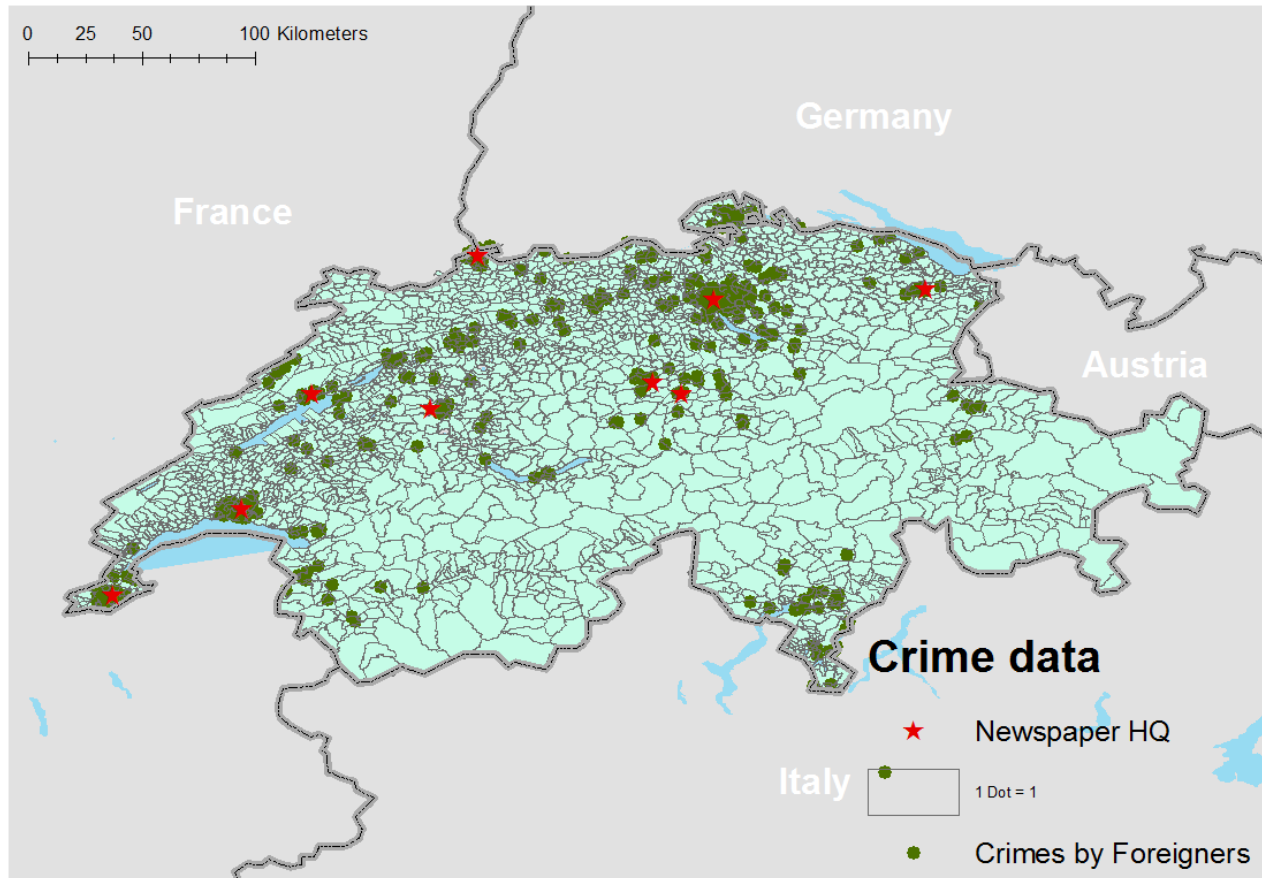 0 25 50 100 Kilometers
Germany
France
Austria
Crime data
Newspaper HQ
Italy
1 Dot = 1
Crimes by Foreigners